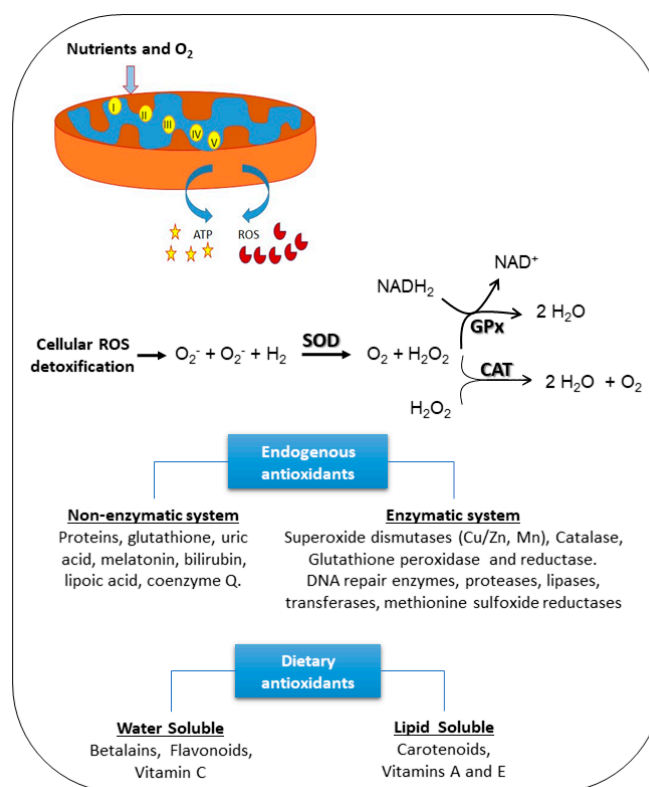 Nutrients and O₂
I
II
III
IV
V
ATP ROS
NADH₂
NAD⁺
GPx
2 H₂O
Cellular ROS
detoxification
O₂⁻ + O₂⁻ + H₂
SOD
O₂ + H₂O₂
CAT
2 H₂O + O₂
H₂O₂
Endogenous
antioxidants
Non-enzymatic system
Proteins, glutathione, uric
acid, melatonin, bilirubin,
lipoic acid, coenzyme Q.
Enzymatic system
Superoxide dismutases (Cu/Zn, Mn), Catalase,
Glutathione peroxidase and reductase.
DNA repair enzymes, proteases, lipases,
transferases, methionine sulfoxide reductases
Dietary
antioxidants
Water Soluble
Betalains, Flavonoids,
Vitamin C
Lipid Soluble
Carotenoids,
Vitamins A and E